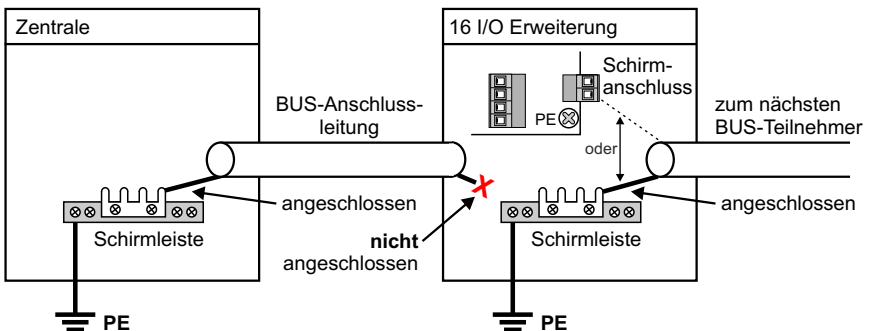 Zentrale
16 I/O Erweiterung
Schirm-
anschluss
PE
oder
BUS-Anschluss-
leitung
zum nächsten
BUS-Teilnehmer
angeschlossen
Schirmleiste
nicht
angeschlossen
Schirmleiste
angeschlossen
PE
PE